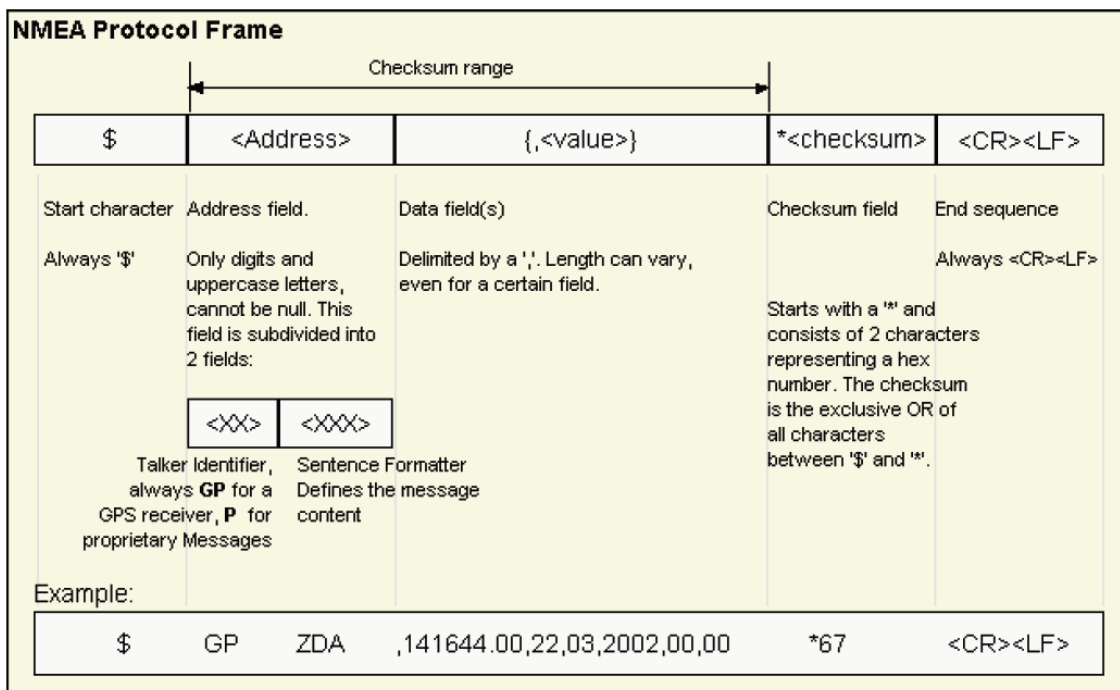 NMEA Protocol Frame
Checksum range
$ <Address> {,<value>} *<checksum> <CR><LF>
Start character
Always '$'
Address field.
Only digits and
uppercase letters,
cannot be null. This
field is subdivided into
2 fields:
<XX> <XXX>
Talker Identifier,
always GP for a
GPS receiver, P for
proprietary Messages
Sentence Formatter
Defines the message
content
Data field(s)
Delimited by a ','. Length can vary,
even for a certain field.
Checksum field
Starts with a '*' and
consists of 2 characters
representing a hex
number. The checksum
is the exclusive OR of
all characters
between '$' and '*'.
End sequence
Always <CR><LF>
Example:
$ GP ZDA ,141644.00,22,03,2002,00,00 *67 <CR><LF>